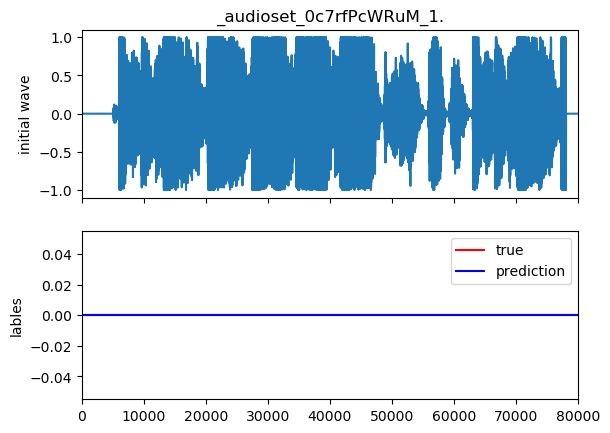 _audioset_0c7rfPcWRuM_1.
1.0
0.5
0.0
−0.5
−1.0
initial wave
0.04
0.02
0.00
−0.02
−0.04
lables
true
prediction
0 10000 20000 30000 40000 50000 60000 70000 80000